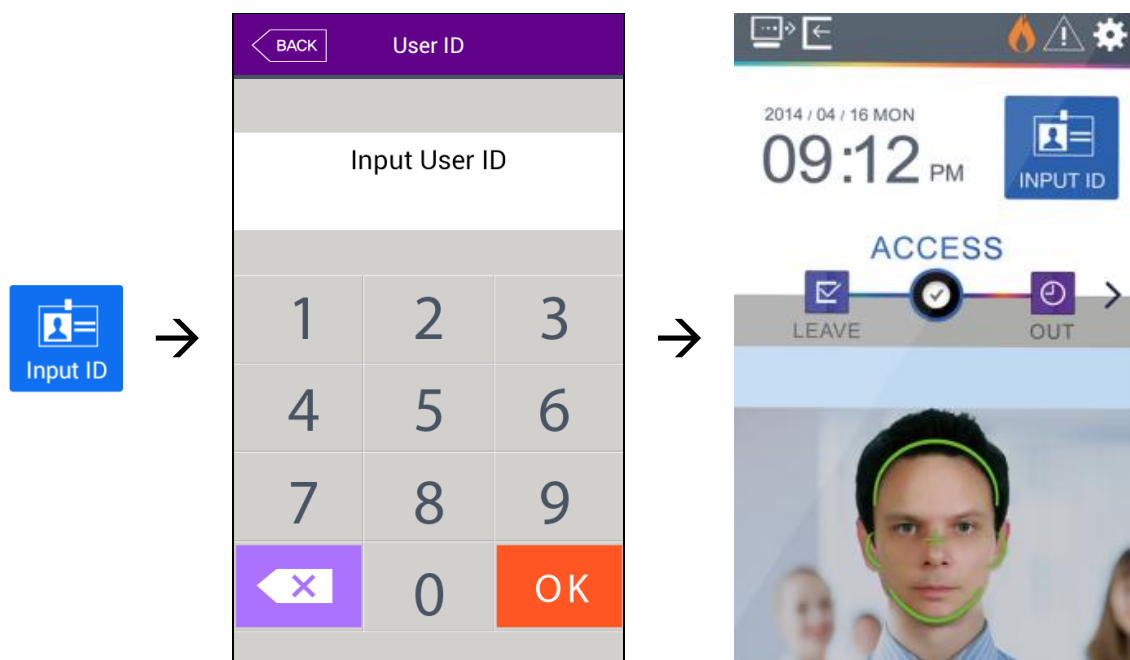 Input ID
BACK User ID
Input User ID
1 2 3
4 5 6
7 8 9
0 OK
2014 / 04 / 16 MON
09:12 PM
INPUT ID
ACCESS
LEAVE OUT